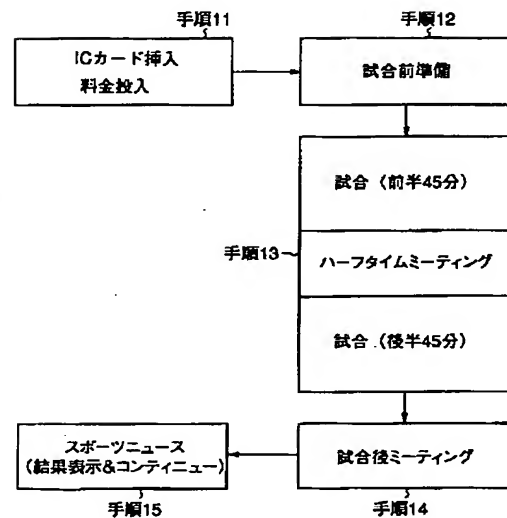 手順11
ICカード挿入
料金投入
手順12
試合前準備
試合（前半45分）
手順13
ハーフタイムミーティング
試合（後半45分）
スポーツニュース
（結果表示&コンティニュー）
手順15
試合後ミーティング
手順14